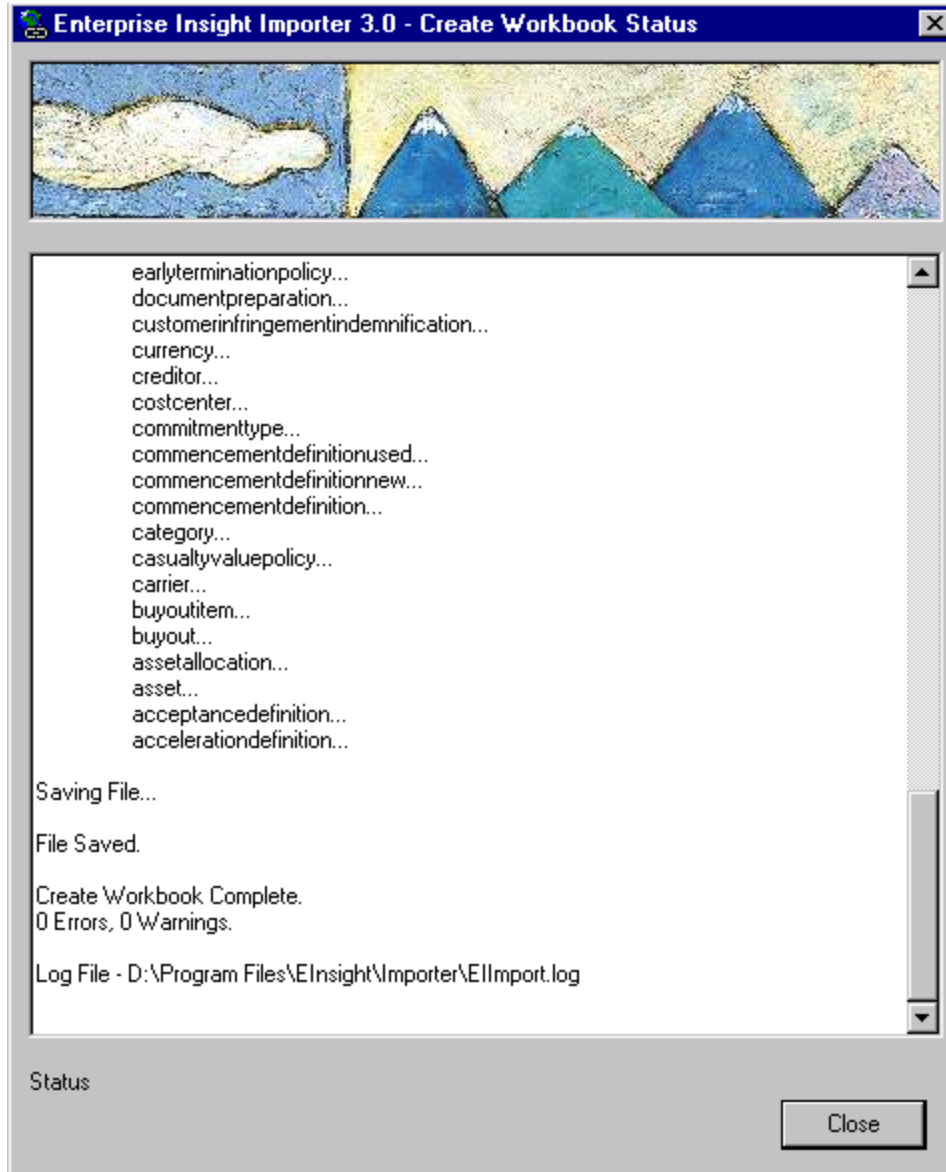 Enterprise Insight Importer 3.0 - Create Workbook Status
earlyterminationpolicy...
documentpreparation...
customerinfringementindemnification...
currency...
creditor...
costcenter...
commitmenttype...
commencementdefinitionused...
commencementdefinitionnew...
commencementdefinition...
category...
casualtyvaluepolicy...
carrier...
buyoutitem...
buyout...
assetallocation...
asset...
acceptancedefinition...
accelerationdefinition...
Saving File...
File Saved.
Create Workbook Complete.
0 Errors, 0 Warnings.
Log File - D:\Program Files\EInsight\Importer\EIImport.log
Status
Close